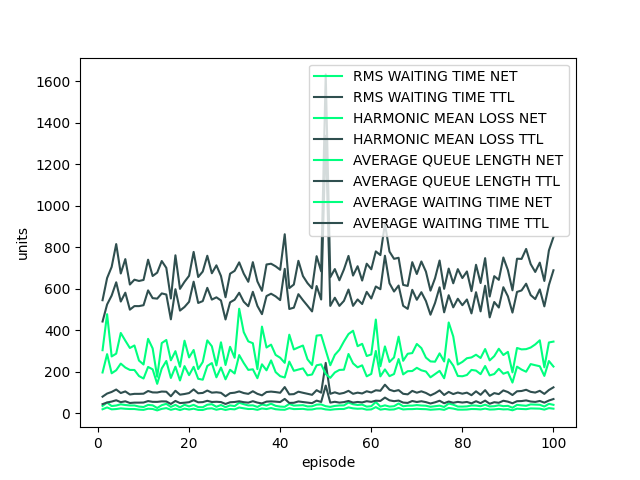 RMS WAITING TIME NET
RMS WAITING TIME TTL
HARMONIC MEAN LOSS NET
HARMONIC MEAN LOSS TTL
AVERAGE QUEUE LENGTH NET
AVERAGE QUEUE LENGTH TTL
AVERAGE WAITING TIME NET
AVERAGE WAITING TIME TTL
1600
1400
1200
1000
800
600
400
200
0
units
0 20 40 60 80 100
episode